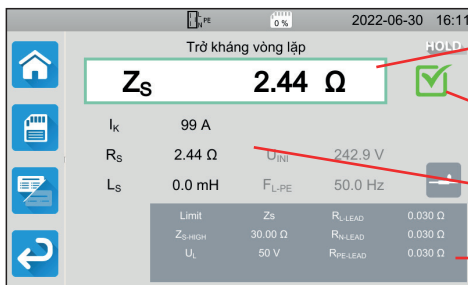 L PE N 0 % 2022-06-30 16:11
Trở kháng vòng lặp HOLD
Zs 2.44 Ω
IK 99 A
RS 2.44 Ω UINI 242.9 V
LS 0.0 mH FL-PE 50.0 Hz
Limit Zs RL-LEAD 0.030 Ω
ZS-HIGH 30.00 Ω RN-LEAD 0.030 Ω
UL 50 V RPE-LEAD 0.030 Ω